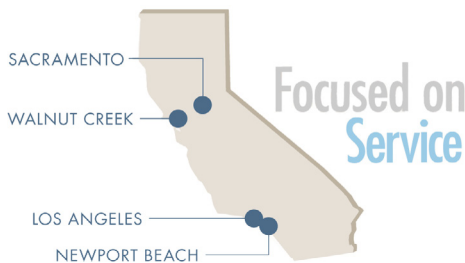 SACRAMENTO
WALNUT CREEK
Focused on
Service
LOS ANGELES
NEWPORT BEACH